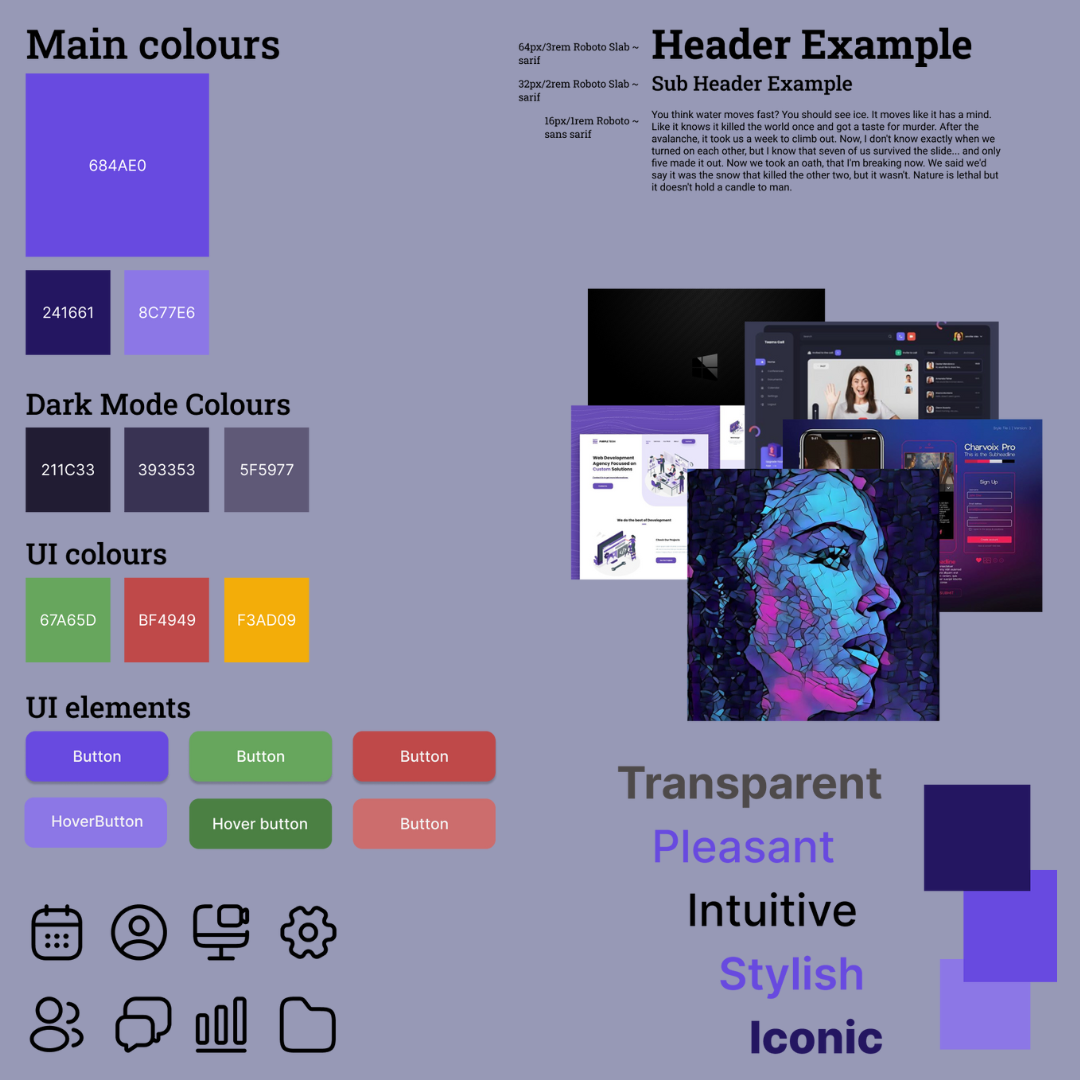 Main colours
684AE0
241661
8C77E6
Dark Mode Colours
211C33
393353
5F5977
UI colours
67A65D
BF4949
F3AD09
UI elements
Button
Button
Button
HoverButton
Hover button
Button
64px/3rem Roboto Slab ~
sarif
32px/2rem Roboto Slab ~
sarif
16px/1rem Roboto ~
sans sarif
Header Example
Sub Header Example
You think water moves fast? You should see ice. It moves like it has a mind.
Like it knows it killed the world once and got a taste for murder. After the
avalanche, it took us a week to climb out. Now, I don't know exactly when we
turned on each other, but I know that seven of us survived the slide... and only
five made it out. Now we took an oath, that I'm breaking now. We said we'd
say it was the snow that killed the other two, but it wasn't. Nature is lethal but
it doesn't hold a candle to man.
Web Development
Agency Focused on
Custom Solutions
We do the best of Development
Charvoix Pro
This is the Subheadline
Sign Up
Transparent
Pleasant
Intuitive
Stylish
Iconic